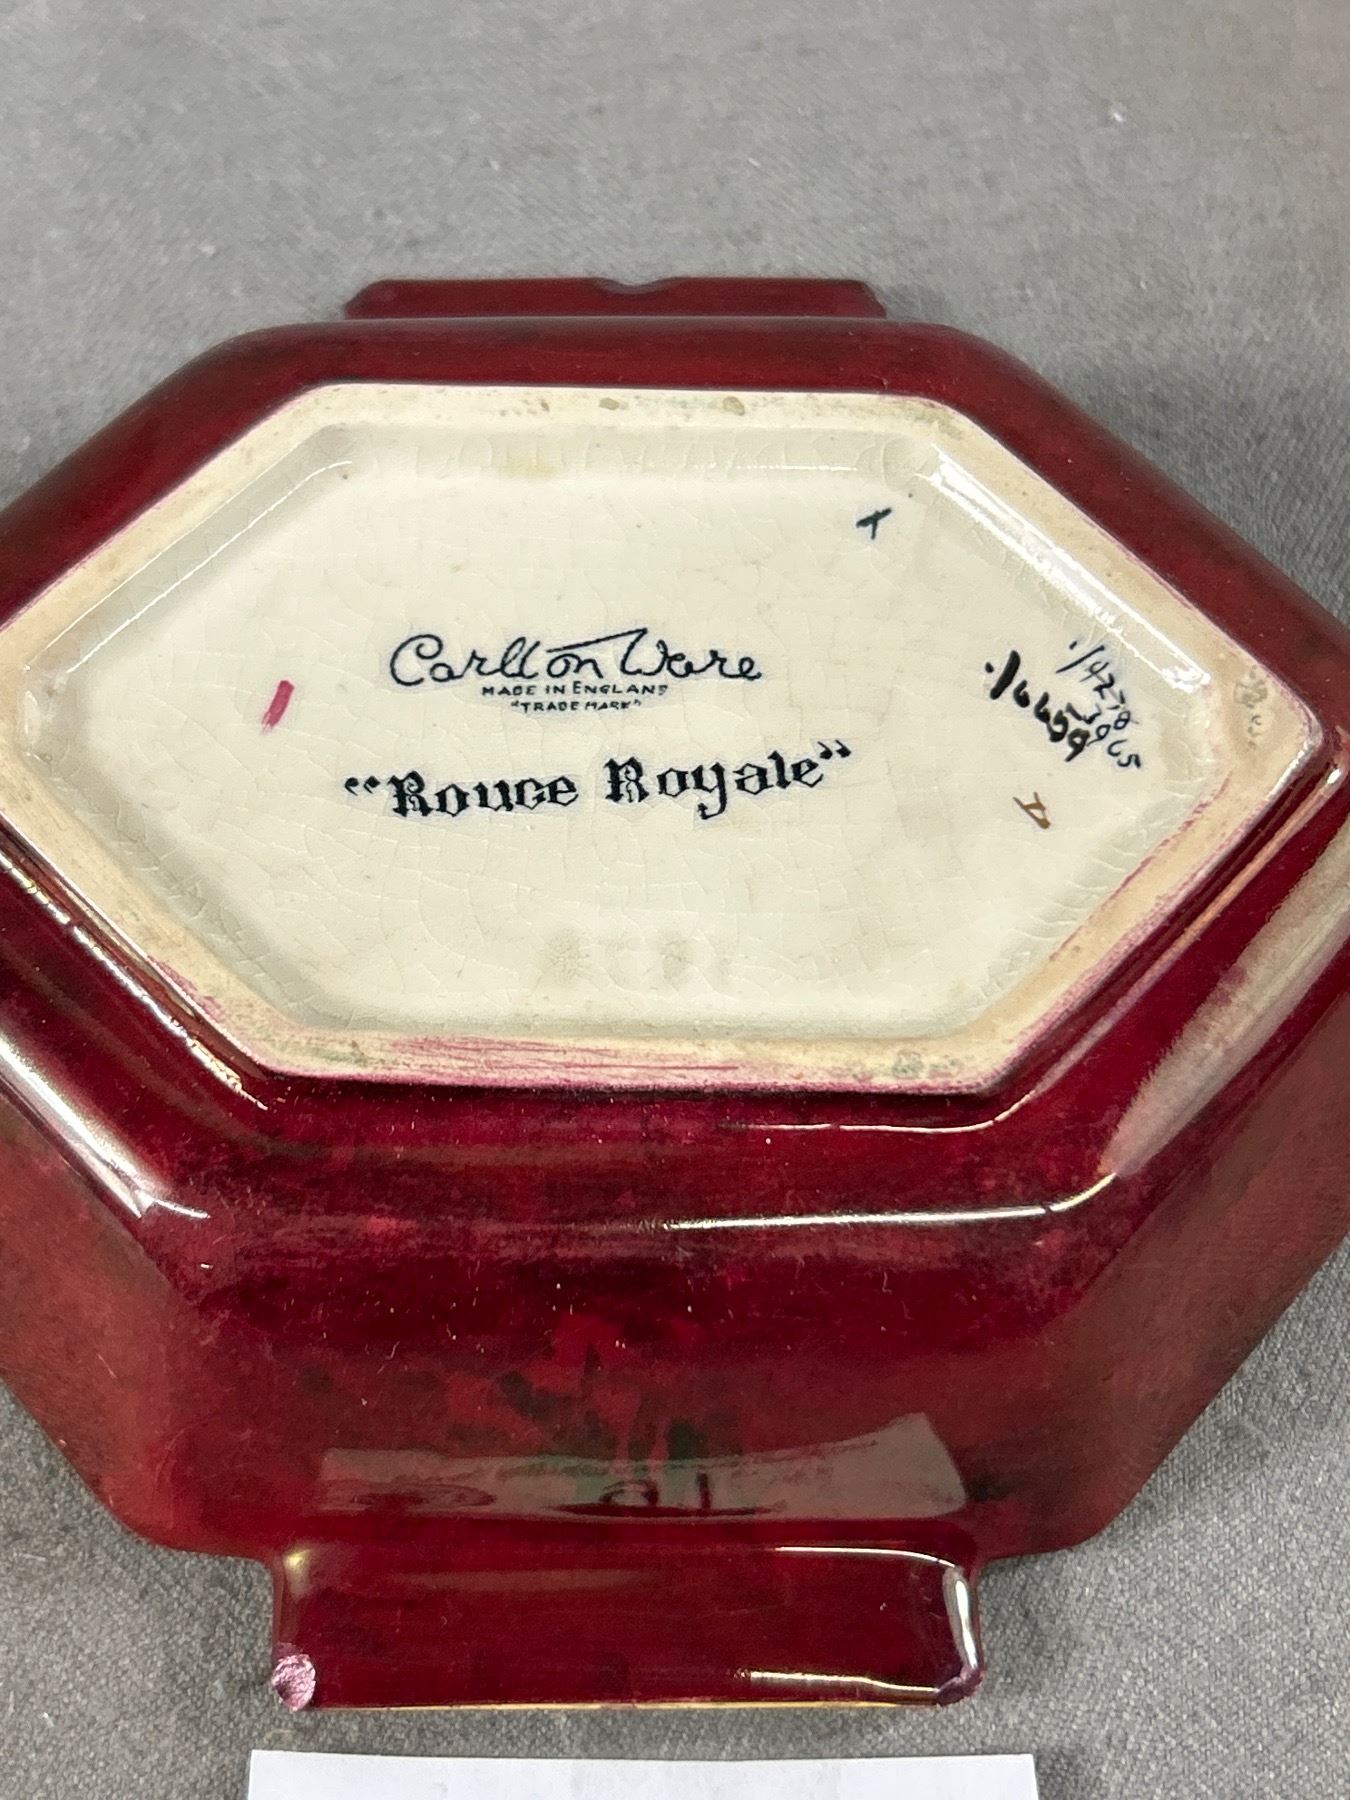 Carlton Ware
MADE IN ENGLAND
"TRADE MARK"
"Rouge Royale"